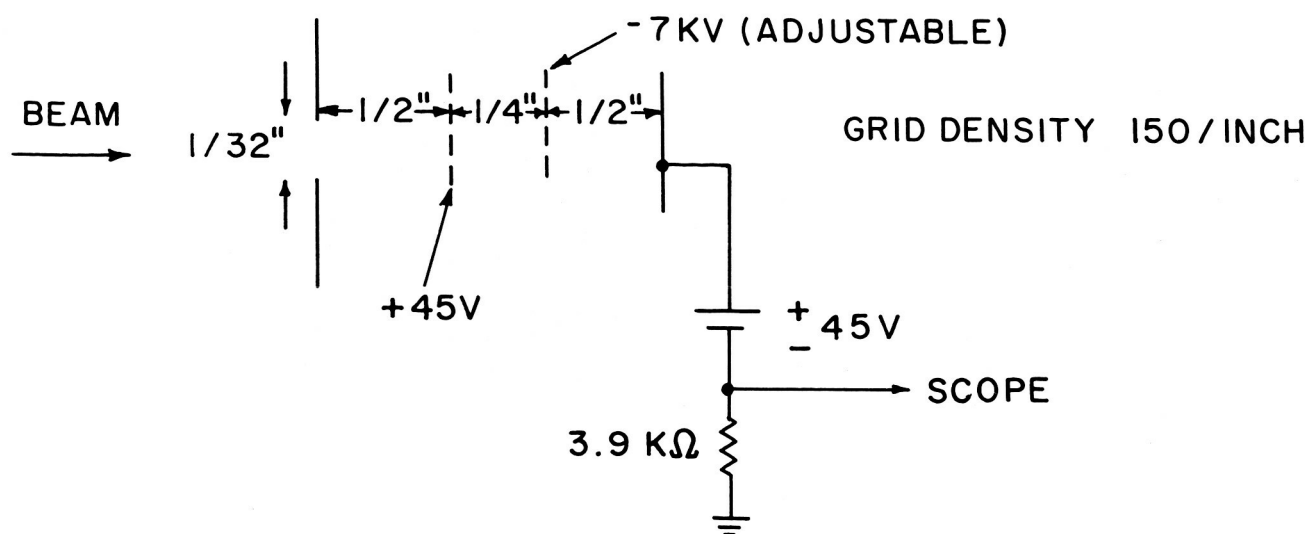 -7KV (ADJUSTABLE)
BEAM
1/2" 1/4" 1/2"
1/32"
GRID DENSITY 150/INCH
+45V
+
- 45V
SCOPE
3.9 KΩ